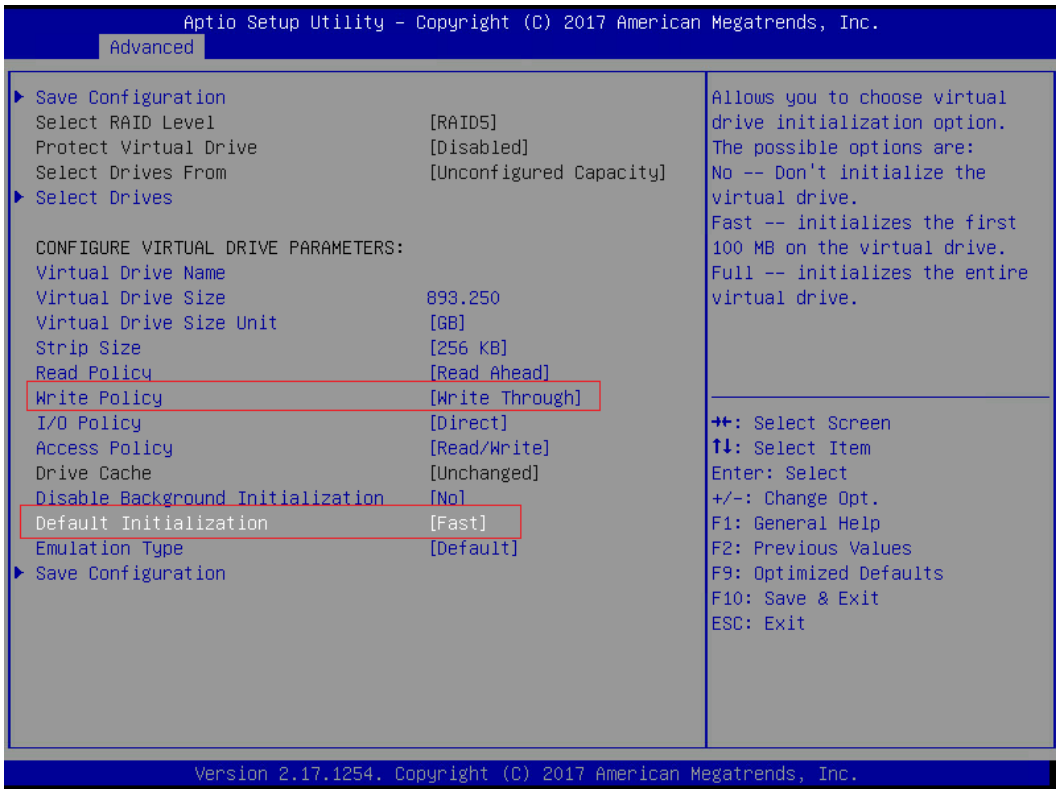 Aptio Setup Utility – Copyright (C) 2017 American Megatrends, Inc.
Advanced
Save Configuration
Select RAID Level [RAID5]
Protect Virtual Drive [Disabled]
Select Drives From [Unconfigured Capacity]
Select Drives
CONFIGURE VIRTUAL DRIVE PARAMETERS:
Virtual Drive Name
Virtual Drive Size 893.250
Virtual Drive Size Unit [GB]
Strip Size [256 KB]
Read Policy [Read Ahead]
Write Policy [Write Through]
I/O Policy [Direct]
Access Policy [Read/Write]
Drive Cache [Unchanged]
Disable Background Initialization [No]
Default Initialization [Fast]
Emulation Type [Default]
Save Configuration
Allows you to choose virtual
drive initialization option.
The possible options are:
No -- Don't initialize the
virtual drive.
Fast -- initializes the first
100 MB on the virtual drive.
Full -- initializes the entire
virtual drive.
→←: Select Screen
↑↓: Select Item
Enter: Select
+/-: Change Opt.
F1: General Help
F2: Previous Values
F9: Optimized Defaults
F10: Save & Exit
ESC: Exit
Version 2.17.1254. Copyright (C) 2017 American Megatrends, Inc.